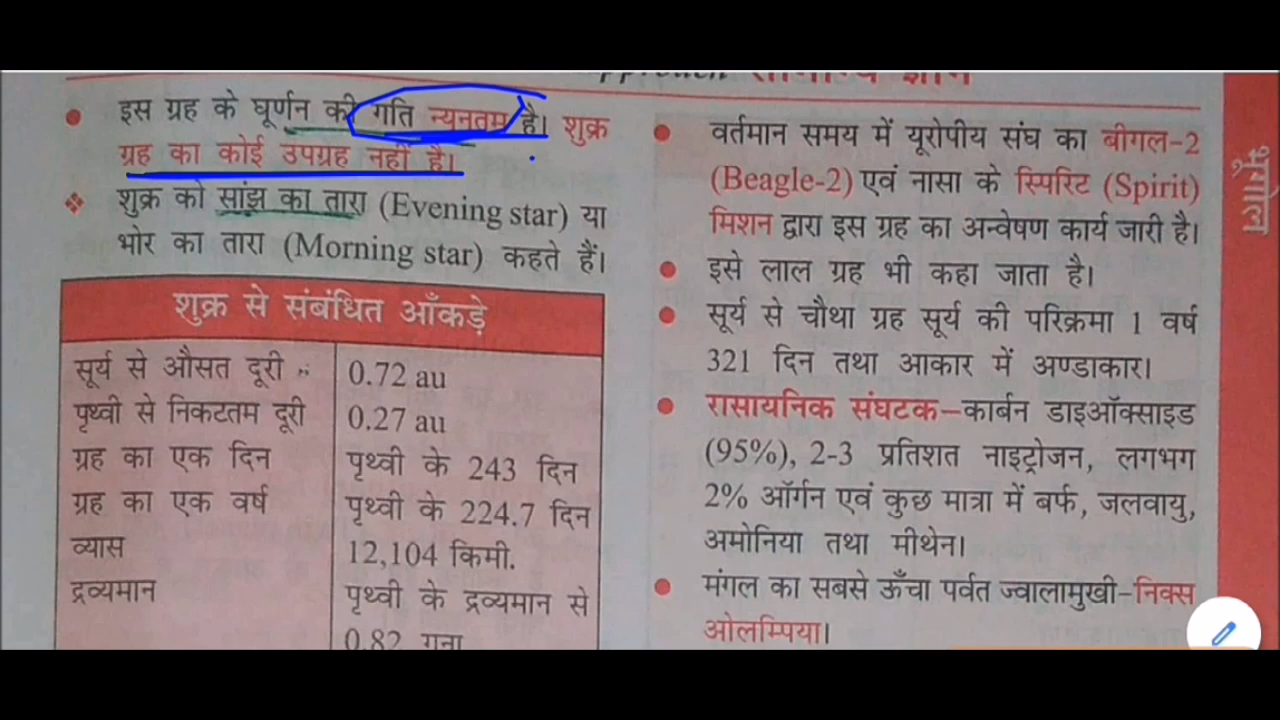 approach सामान्य ज्ञान
इस ग्रह के घूर्णन की गति न्यनतम है। शुक्र
ग्रह का कोई उपग्रह नहीं है।
शुक्र को सांझ का तारा (Evening star) या
भोर का तारा (Morning star) कहते हैं।
शुक्र से संबंधित आँकड़े
सूर्य से औसत दूरी 0.72 au
पृथ्वी से निकटतम दूरी 0.27 au
ग्रह का एक दिन पृथ्वी के 243 दिन
ग्रह का एक वर्ष पृथ्वी के 224.7 दिन
व्यास 12,104 किमी.
द्रव्यमान पृथ्वी के द्रव्यमान से
0.82 गुना
वर्तमान समय में यूरोपीय संघ का बीगल-2
(Beagle-2) एवं नासा के स्पिरिट (Spirit)
मिशन द्वारा इस ग्रह का अन्वेषण कार्य जारी है।
इसे लाल ग्रह भी कहा जाता है।
सूर्य से चौथा ग्रह सूर्य की परिक्रमा 1 वर्ष
321 दिन तथा आकार में अण्डाकार।
रासायनिक संघटक–कार्बन डाइऑक्साइड
(95%), 2-3 प्रतिशत नाइट्रोजन, लगभग
2% ऑर्गन एवं कुछ मात्रा में बर्फ, जलवायु,
अमोनिया तथा मीथेन।
मंगल का सबसे ऊँचा पर्वत ज्वालामुखी–निक्स
ओलम्पिया।
भूगोल